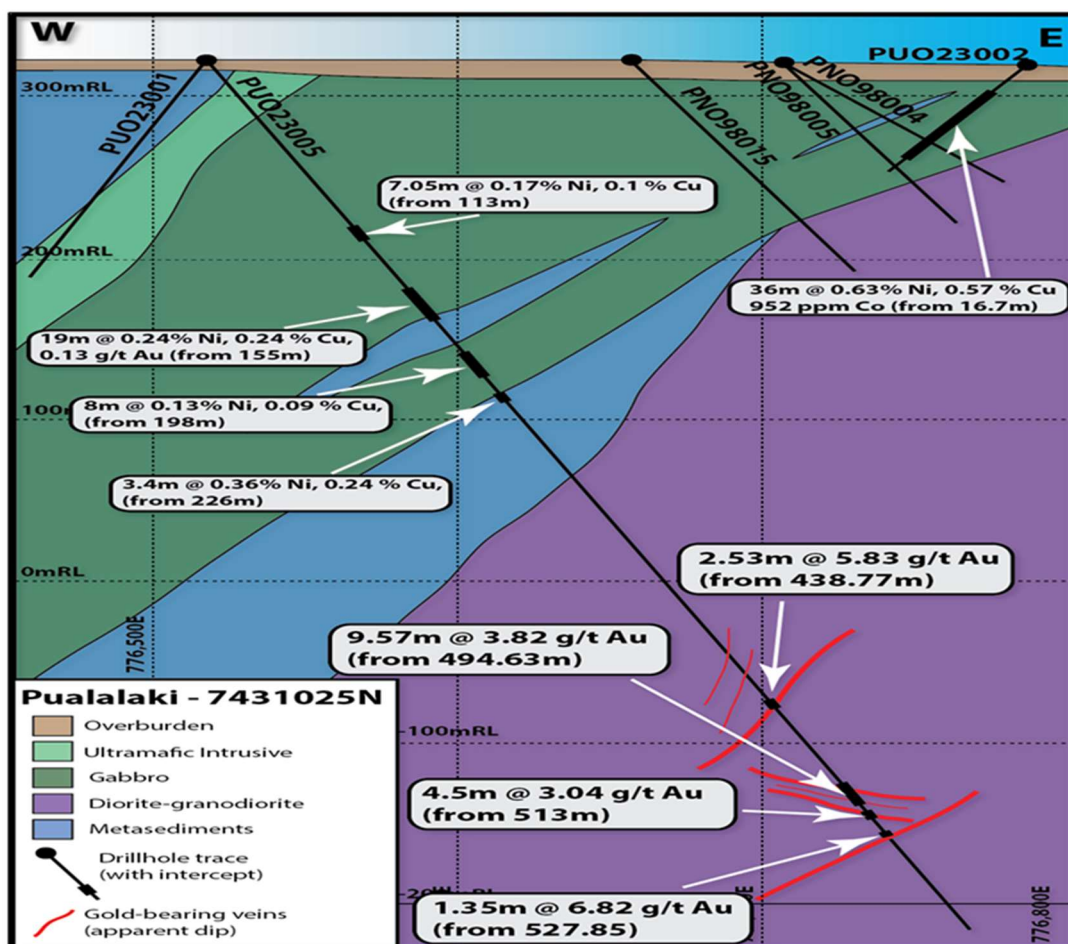 W
E
PUO23002
300mRL
PUO23001
PUO23005
PNO98015
PNO98005
PNO98004
7.05m @ 0.17% Ni, 0.1 % Cu
(from 113m)
200mRL
36m @ 0.63% Ni, 0.57 % Cu
952 ppm Co (from 16.7m)
19m @ 0.24% Ni, 0.24 % Cu,
0.13 g/t Au (from 155m)
8m @ 0.13% Ni, 0.09 % Cu,
(from 198m)
3.4m @ 0.36% Ni, 0.24 % Cu,
(from 226m)
0mRL
2.53m @ 5.83 g/t Au
(from 438.77m)
776,500E
9.57m @ 3.82 g/t Au
(from 494.63m)
-100mRL
4.5m @ 3.04 g/t Au
(from 513m)
1.35m @ 6.82 g/t Au
(from 527.85)
776,800E
Pualalaki - 7431025N
Overburden
Ultramafic Intrusive
Gabbro
Diorite-granodiorite
Metasediments
Drillhole trace
(with intercept)
Gold-bearing veins
(apparent dip)